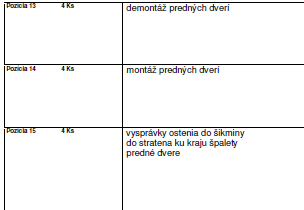 Pozícia 13 4 Ks demontáž predných dverí
Pozícia 14 4 Ks montáž predných dverí
Pozícia 15 4 Ks vysprávky ostenia do šikminy
do stratena ku kraju špalety
predné dvere